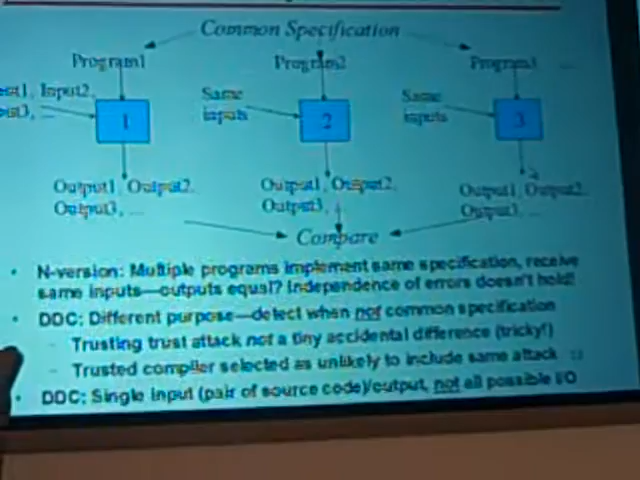 Common Specification
Program1 Program2 Program3 ...
Input2, Same Same
... inputs inputs
1 2 3
Output1, Output2, Output1, Output2, Output1, Output2,
Output3, ... Output3, Output3, ...
Compare
• N-version: Multiple programs implement same specification, receive
same inputs—outputs equal? Independence of errors doesn't hold!
• DDC: Different purpose—detect when not common specification
– Trusting trust attack not a tiny accidental difference (tricky!)
– Trusted compiler selected as unlikely to include same attack
• DDC: Single input (pair of source code)/output, not all possible I/O